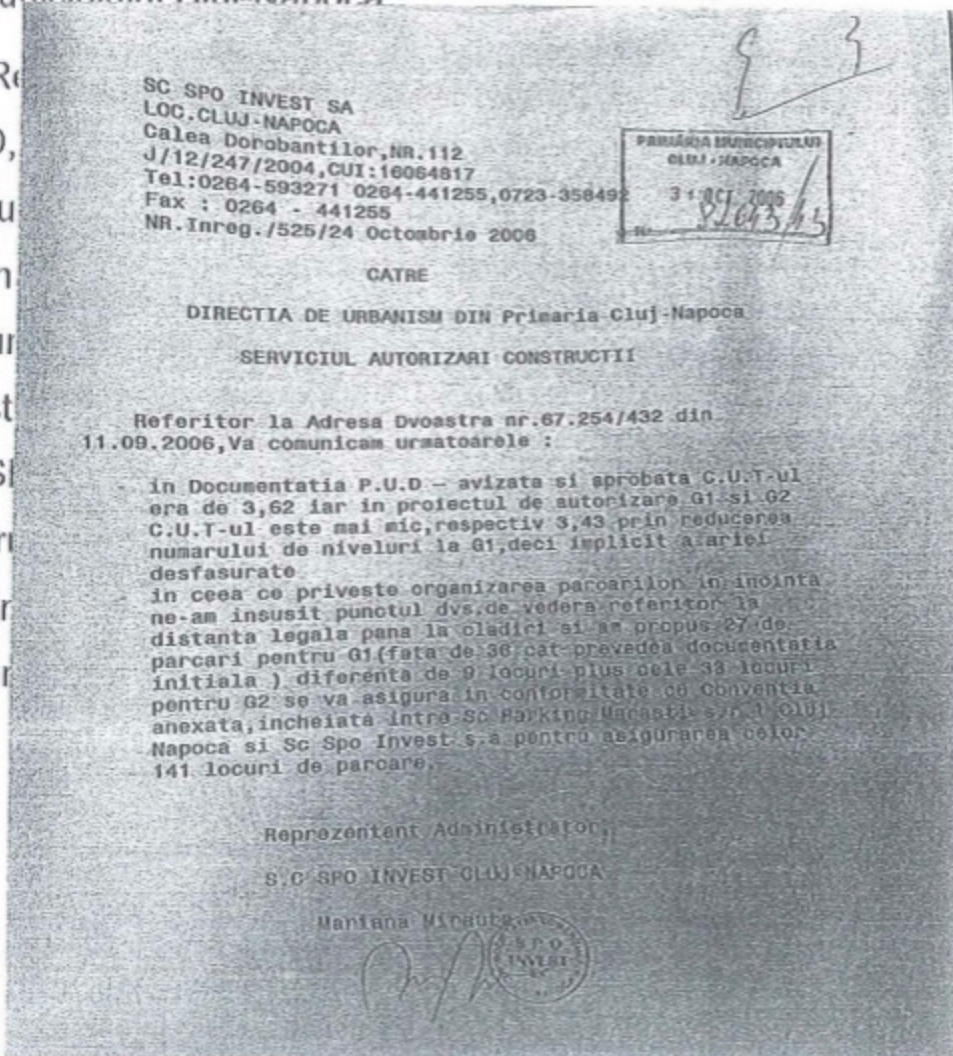 SC SPO INVEST SA
LOC.CLUJ-NAPOCA
Calea Dorobantilor,NR.112
J/12/247/2004,CUI:16064817
Tel:0264-593271 0264-441255,0723-358492
Fax : 0264 - 441255
NR.Inreg./525/24 Octombrie 2006
PRIMĂRIA MUNICIPIULUI
CLUJ-NAPOCA
31 OCT. 2006
CATRE
DIRECTIA DE URBANISM DIN Primaria Cluj-Napoca
SERVICIUL AUTORIZARI CONSTRUCTII
Referitor la Adresa Dvoastra nr.67.254/432 din
11.09.2006,Va comunicam urmatoarele :
- in Documentatia P.U.D – avizata si aprobata C.U.T-ul
era de 3,62 iar in proiectul de autorizare G1 si G2
C.U.T-ul este mai mic,respectiv 3,43 prin reducerea
numarului de niveluri la G1,deci implicit a ariei
desfasurate
in ceea ce priveste organizarea parcarilor in incinta
ne-am insusit punctul dvs.de vedere referitor la
distanta legala pana la cladiri si am propus 27 de
parcari pentru G1(fata de 36 cat prevedea documentatia
initiala ) diferenta de 9 locuri plus cele 33 locuri
pentru G2 se va asigura in conformitate cu Conventia
anexata,incheiata intre Sc Parking Marasti Cluj
Napoca si Sc Spo Invest s.a pentru asigurarea celor
141 locuri de parcare.
Reprezentant Administrator,
S.C SPO INVEST CLUJ-NAPOCA
SPO
INVEST